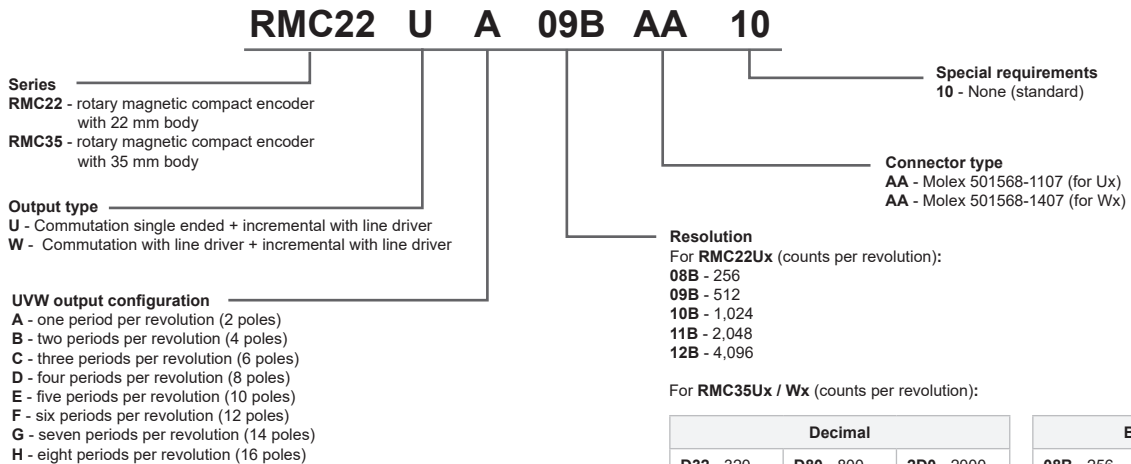 RMC22 U A 09B AA 10
Series
RMC22 - rotary magnetic compact encoder
with 22 mm body
RMC35 - rotary magnetic compact encoder
with 35 mm body
Output type
U - Commutation single ended + incremental with line driver
W - Commutation with line driver + incremental with line driver
UVW output configuration
A - one period per revolution (2 poles)
B - two periods per revolution (4 poles)
C - three periods per revolution (6 poles)
D - four periods per revolution (8 poles)
E - five periods per revolution (10 poles)
F - six periods per revolution (12 poles)
G - seven periods per revolution (14 poles)
H - eight periods per revolution (16 poles)
Special requirements
10 - None (standard)
Connector type
AA - Molex 501568-1107 (for Ux)
AA - Molex 501568-1407 (for Wx)
Resolution
For RMC22Ux (counts per revolution):
08B - 256
09B - 512
10B - 1,024
11B - 2,048
12B - 4,096
For RMC35Ux / Wx (counts per revolution):
Decimal
D32 - 320 D80 - 800 2D0 - 2000 08B - 256